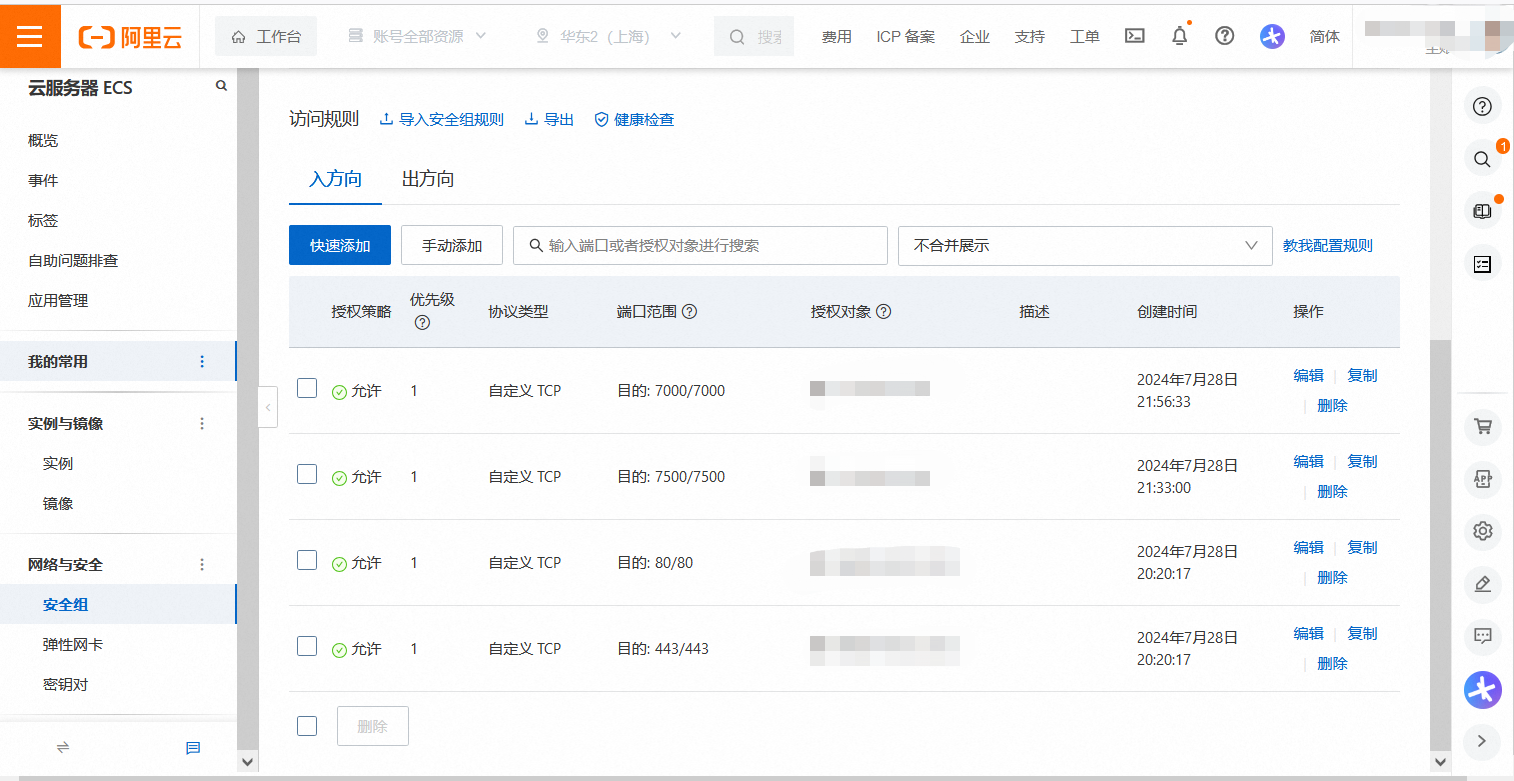 阿里云
工作台
账号全部资源
华东2（上海）
搜索
费用
ICP 备案
企业
支持
工单
简体
云服务器 ECS
概览
事件
标签
自助问题排查
应用管理
我的常用
实例与镜像
实例
镜像
网络与安全
安全组
弹性网卡
密钥对
访问规则 导入安全组规则 导出 健康检查
入方向 出方向
快速添加 手动添加 输入端口或者授权对象进行搜索 不合并展示 教我配置规则
授权策略 优先级 协议类型 端口范围 授权对象 描述 创建时间 操作
允许 1 自定义 TCP 目的: 7000/7000 2024年7月28日 21:56:33 编辑 复制
删除
允许 1 自定义 TCP 目的: 7500/7500 2024年7月28日 21:33:00 编辑 复制
删除
允许 1 自定义 TCP 目的: 80/80 2024年7月28日 20:20:17 编辑 复制
删除
允许 1 自定义 TCP 目的: 443/443 2024年7月28日 20:20:17 编辑 复制
删除
删除
1
APP